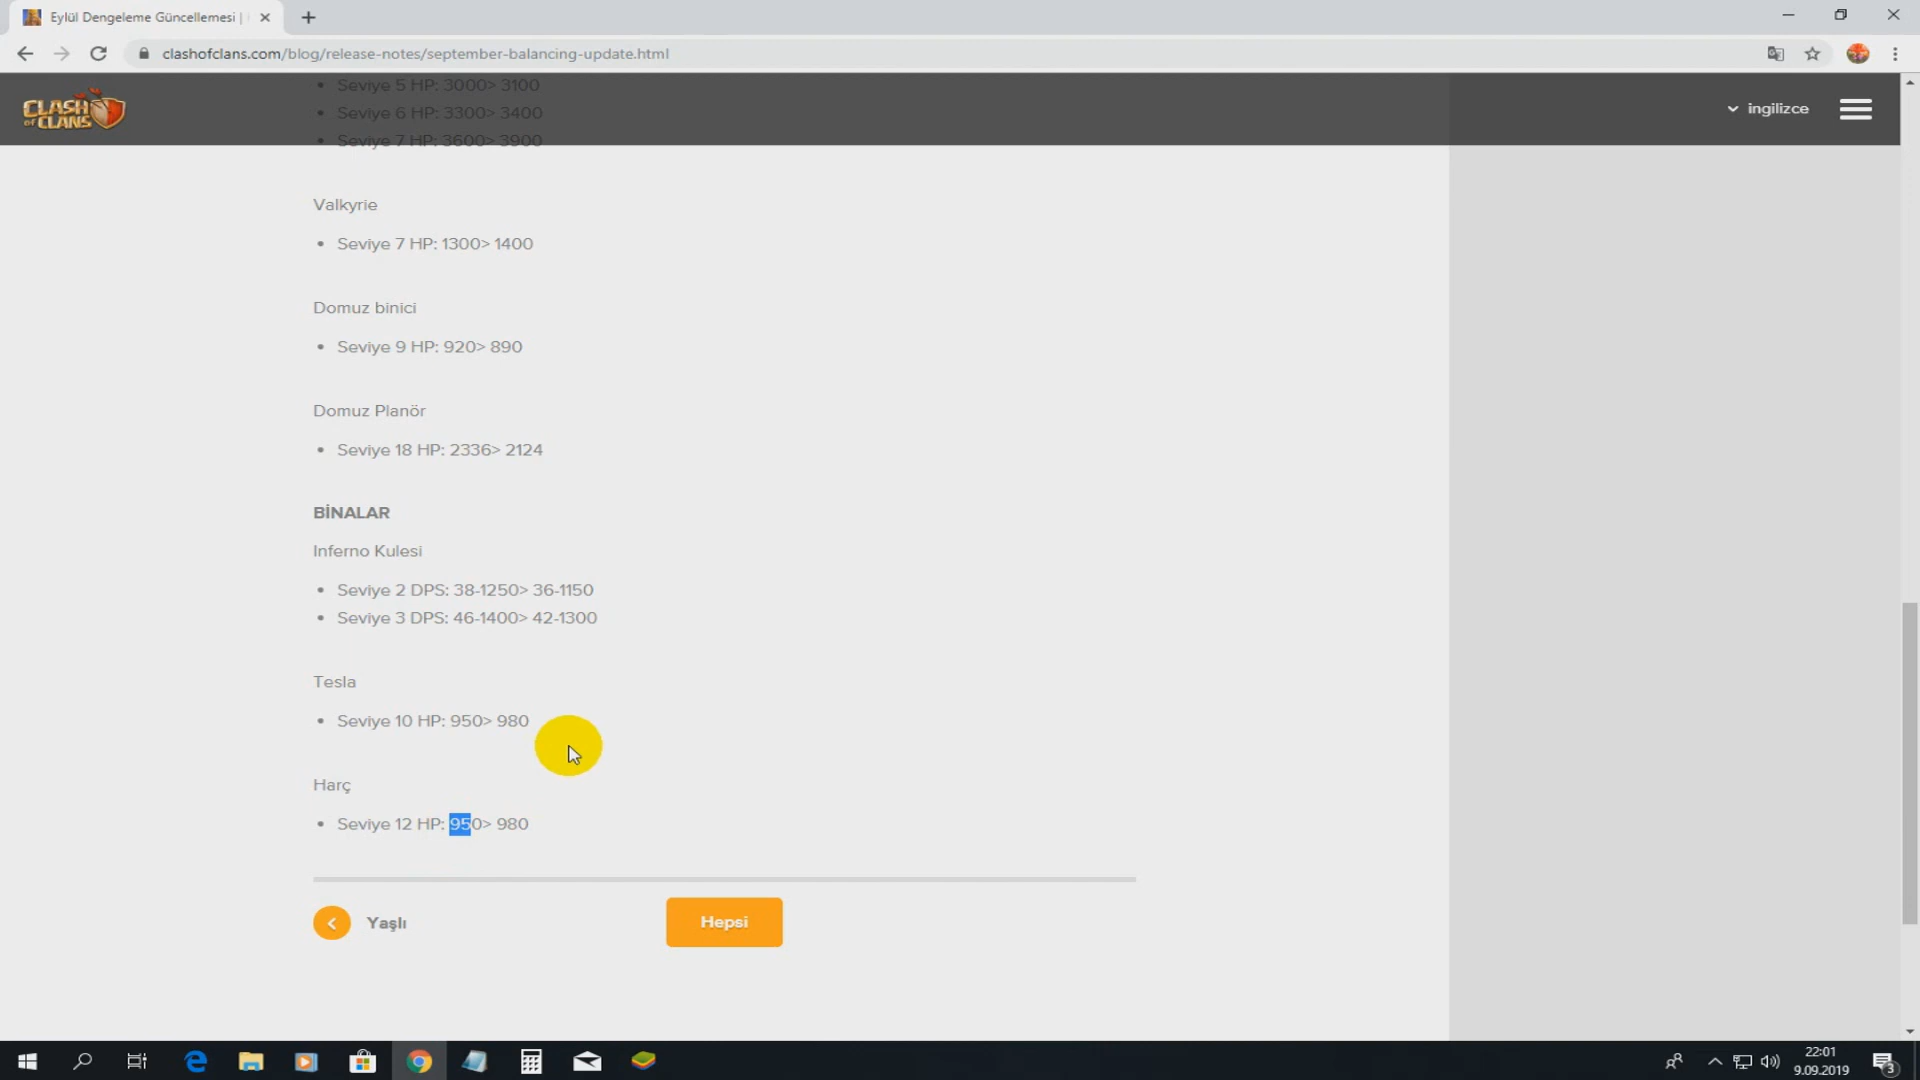 Eylül Dengeleme Güncellemesi |
clashofclans.com/blog/release-notes/september-balancing-update.html
CLASH
OF CLANS
ingilizce
Seviye 5 HP: 3000> 3100
Seviye 6 HP: 3300> 3400
Seviye 7 HP: 3600> 3900
Valkyrie
Seviye 7 HP: 1300> 1400
Domuz binici
Seviye 9 HP: 920> 890
Domuz Planör
Seviye 18 HP: 2336> 2124
BİNALAR
Inferno Kulesi
Seviye 2 DPS: 38-1250> 36-1150
Seviye 3 DPS: 46-1400> 42-1300
Tesla
Seviye 10 HP: 950> 980
Harç
Seviye 12 HP: 950> 980
Yaşlı
Hepsi
22:01
9.09.2019
3